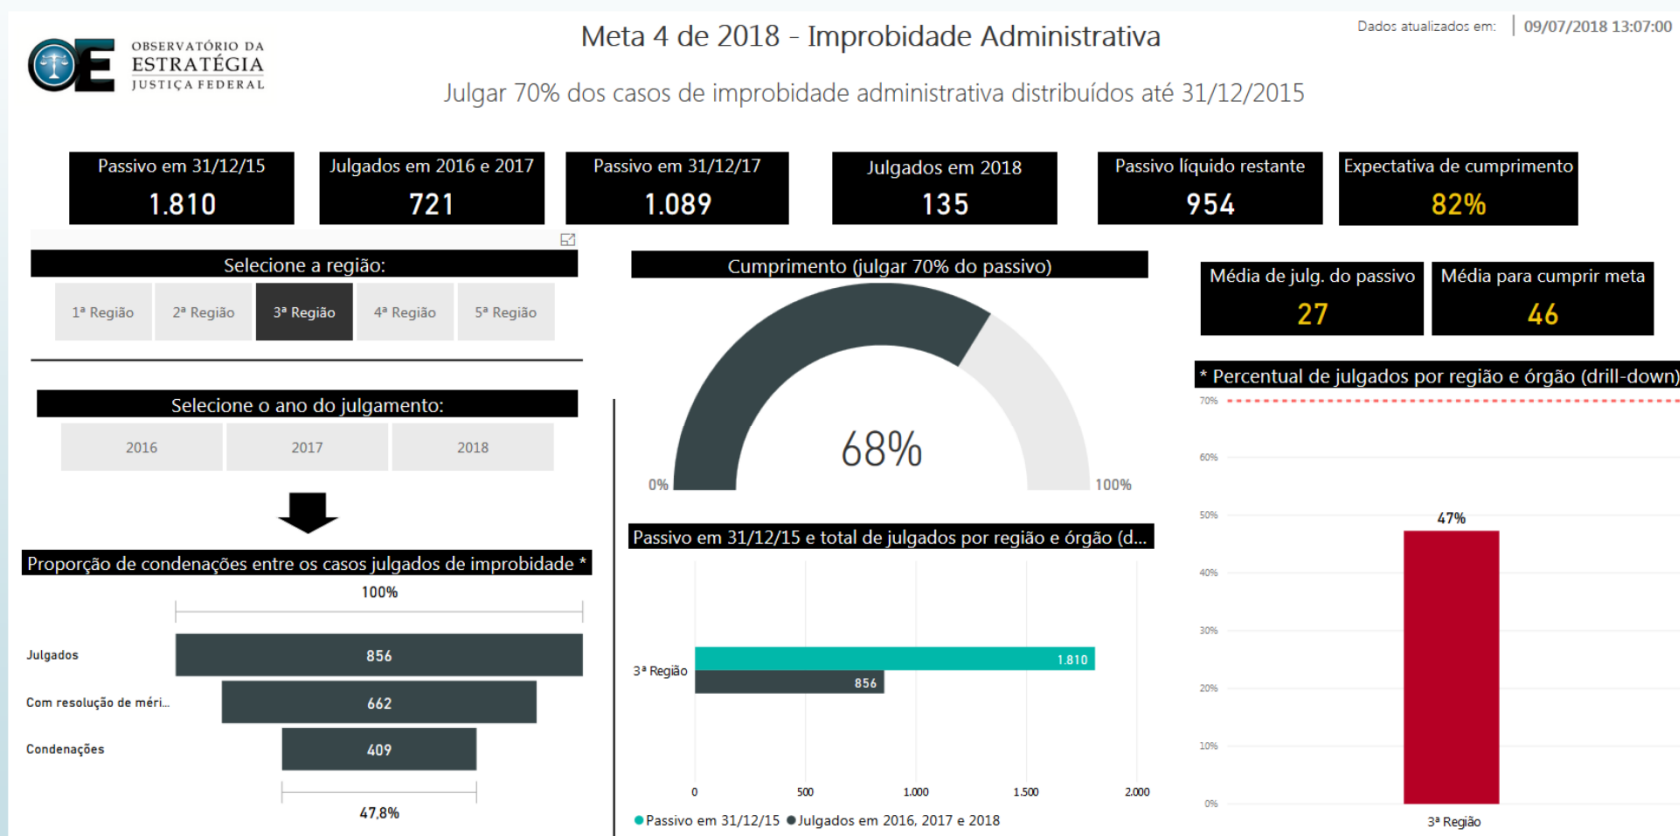 OE
OBSERVATÓRIO DA
ESTRATÉGIA
JUSTIÇA FEDERAL
Meta 4 de 2018 - Improbidade Administrativa
Dados atualizados em: 09/07/2018 13:07:00
Julgar 70% dos casos de improbidade administrativa distribuídos até 31/12/2015
Passivo em 31/12/15
1.810
Julgados em 2016 e 2017
721
Passivo em 31/12/17
1.089
Julgados em 2018
135
Passivo líquido restante
954
Expectativa de cumprimento
82%
Selecione a região:
1ª Região
2ª Região
3ª Região
4ª Região
5ª Região
Selecione o ano do julgamento:
2016
2017
2018
Proporção de condenações entre os casos julgados de improbidade *
100%
Julgados
856
Com resolução de méri...
662
Condenações
409
47,8%
Cumprimento (julgar 70% do passivo)
68%
0%
100%
Passivo em 31/12/15 e total de julgados por região e órgão (d...
3ª Região
1.810
856
0
500
1.000
1.500
2.000
Passivo em 31/12/15
Julgados em 2016, 2017 e 2018
Média de julg. do passivo
27
Média para cumprir meta
46
* Percentual de julgados por região e órgão (drill-down)
70%
60%
50%
40%
30%
20%
10%
0%
47%
3ª Região